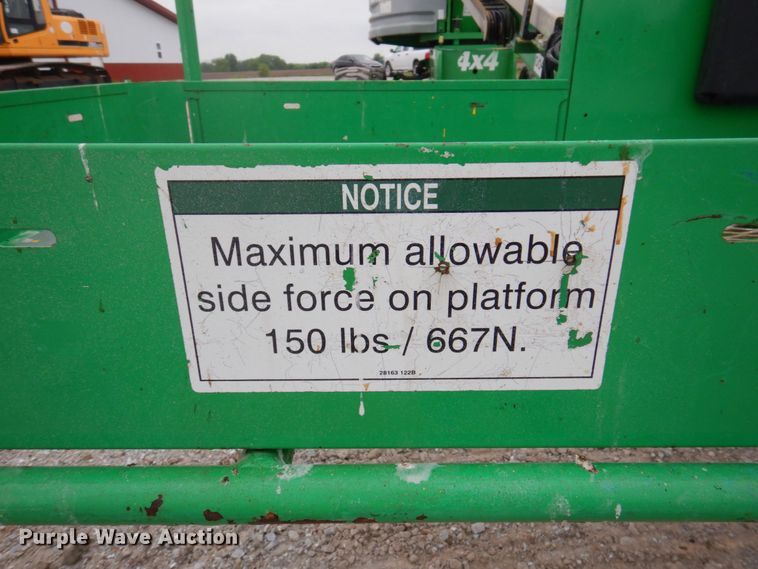 4x4
NOTICE
Maximum allowable
side force on platform
150 lbs / 667N.
28163 122B
Purple Wave Auction